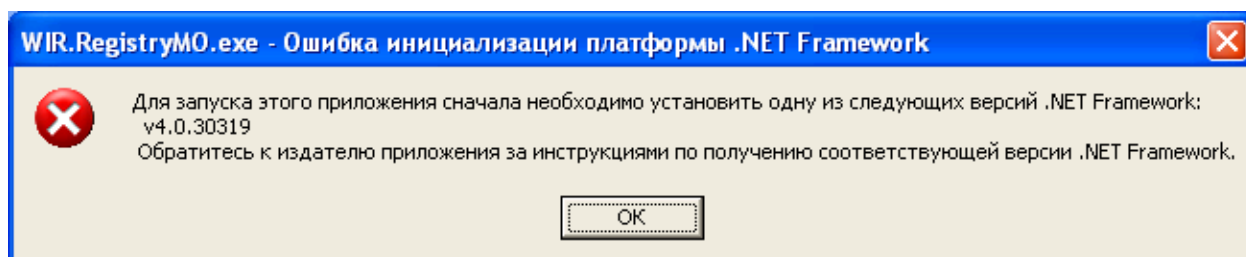 WIR.RegistryMO.exe - Ошибка инициализации платформы .NET Framework
Для запуска этого приложения сначала необходимо установить одну из следующих версий .NET Framework:
v4.0.30319
Обратитесь к издателю приложения за инструкциями по получению соответствующей версии .NET Framework.
ОК